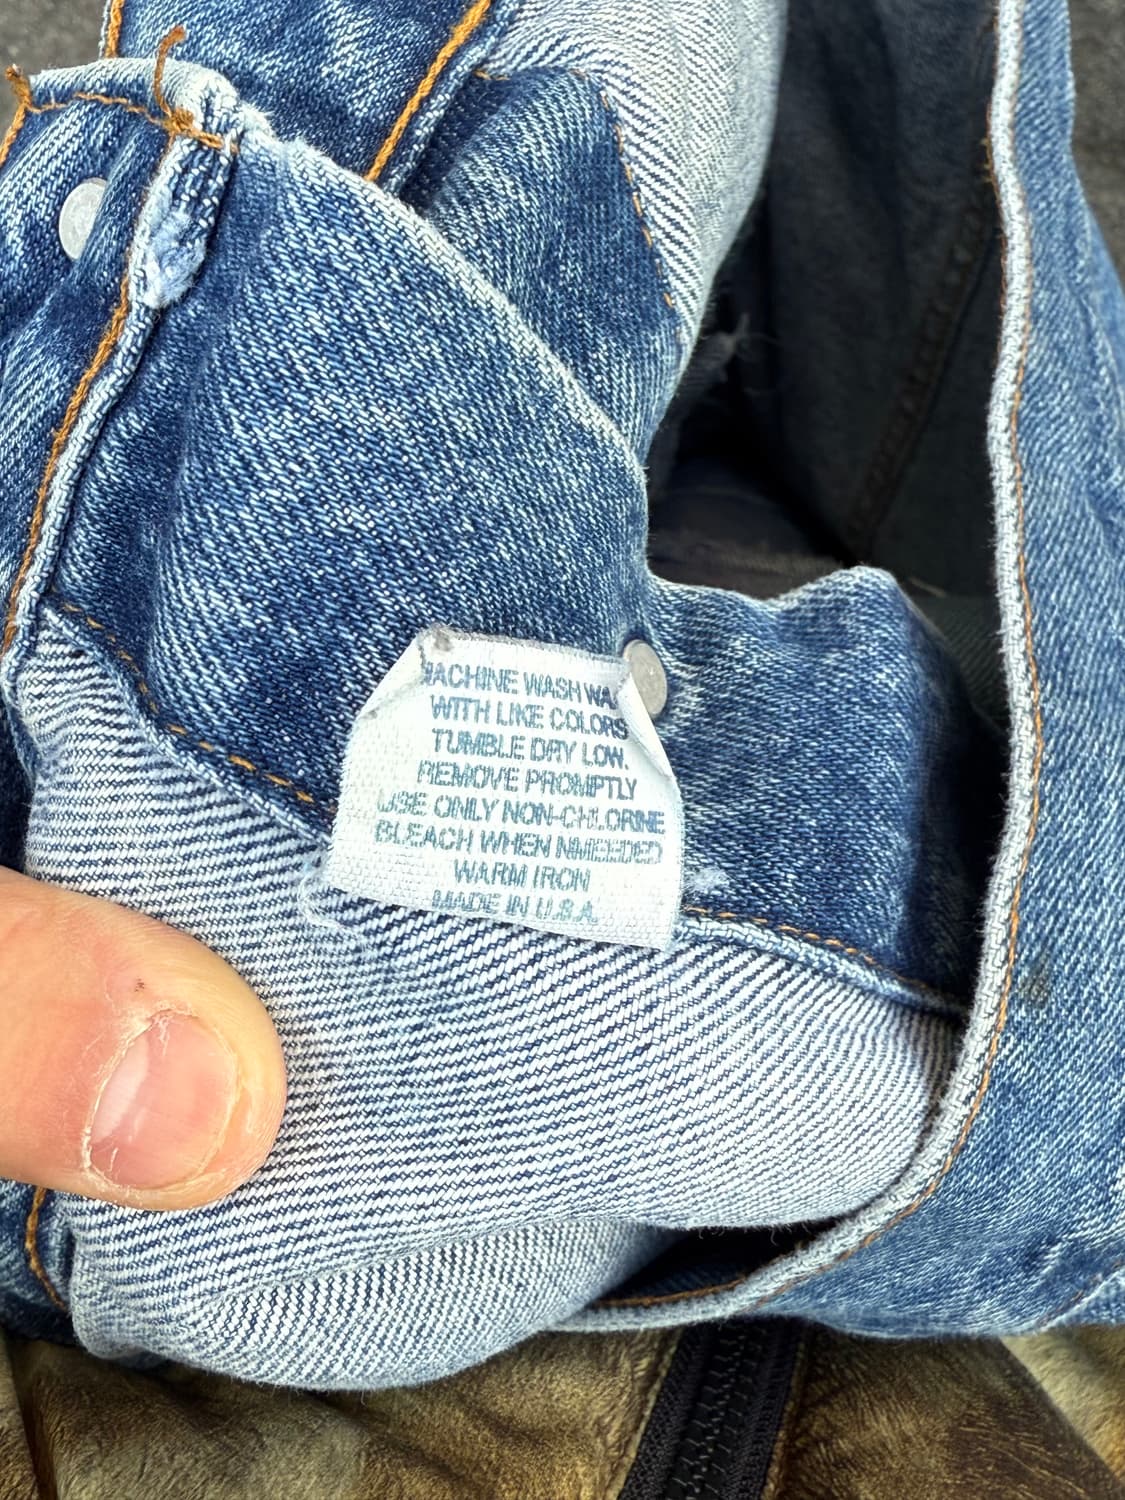 MACHINE WASH WA
WITH LIKE COLORS
TUMBLE DRY LOW.
REMOVE PROMPTLY
USE ONLY NON-CHLORINE
BLEACH WHEN NMEEDED
WARM IRON
MADE IN U.S.A.